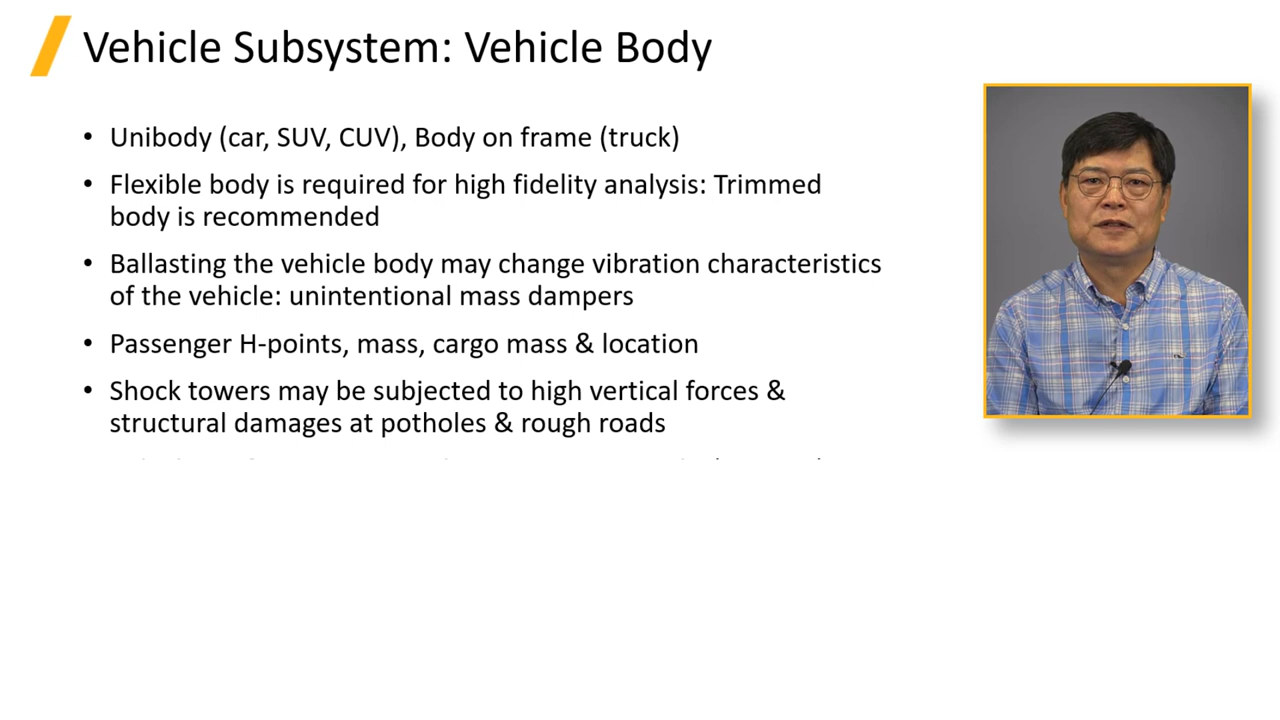 Vehicle Subsystem: Vehicle Body
• Unibody (car, SUV, CUV), Body on frame (truck)
• Flexible body is required for high fidelity analysis: Trimmed
body is recommended
• Ballasting the vehicle body may change vibration characteristics
of the vehicle: unintentional mass dampers
• Passenger H-points, mass, cargo mass & location
• Shock towers may be subjected to high vertical forces &
structural damages at potholes & rough roads